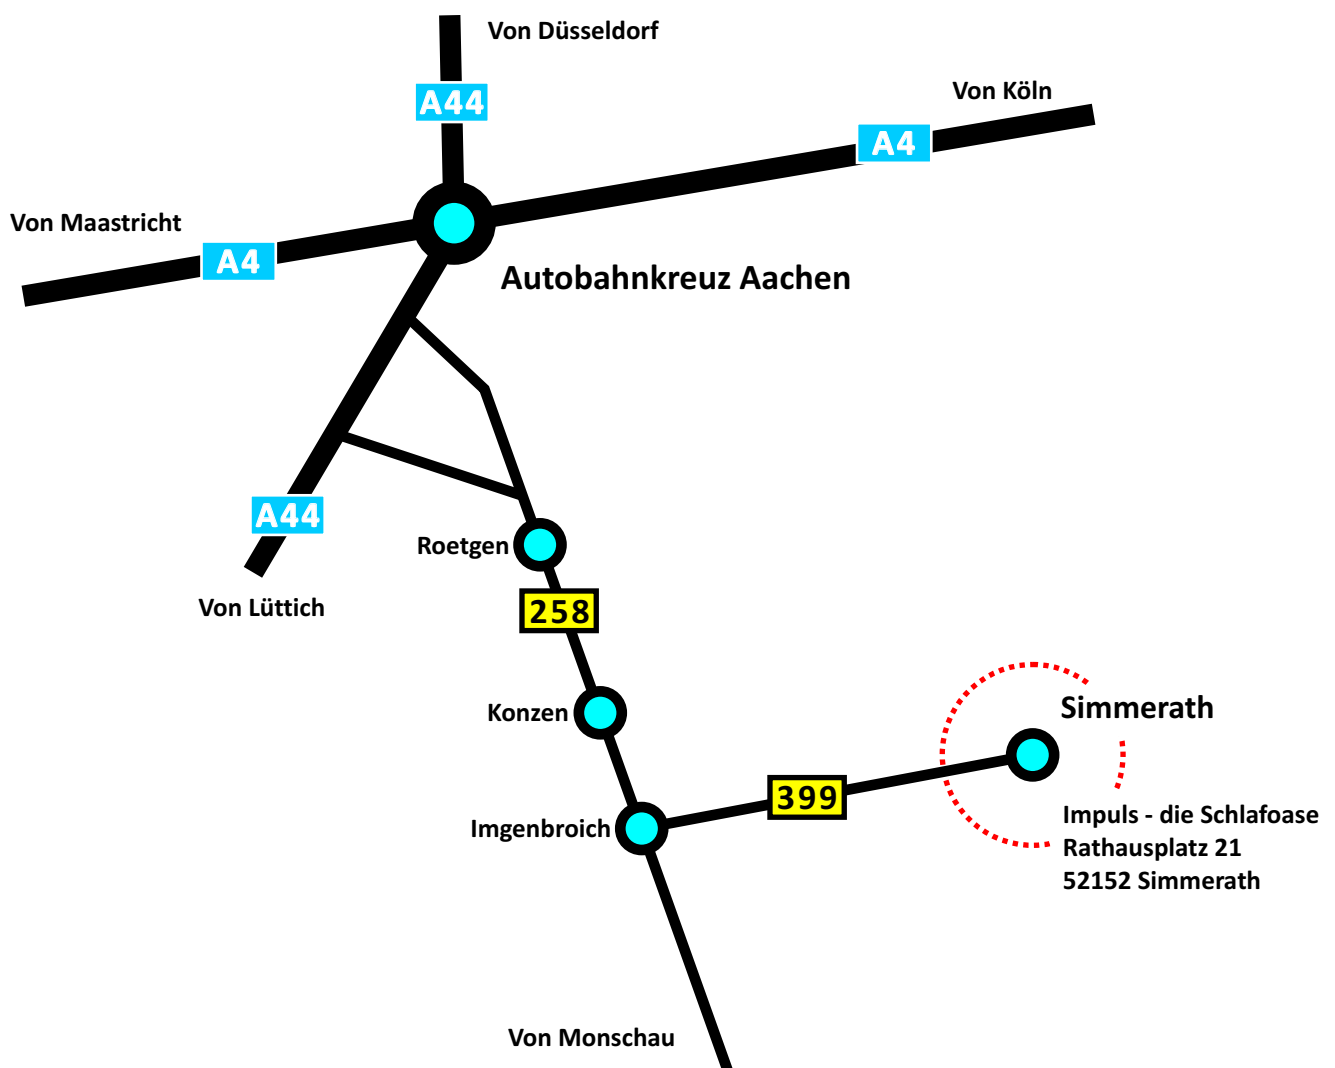 Von Düsseldorf
A44
Von Köln
A4
Von Maastricht
A4
Autobahnkreuz Aachen
A44
Roetgen
Von Lüttich
258
Konzen
Simmerath
399
Imgenbroich
Impuls - die Schlafoase
Rathausplatz 21
52152 Simmerath
Von Monschau